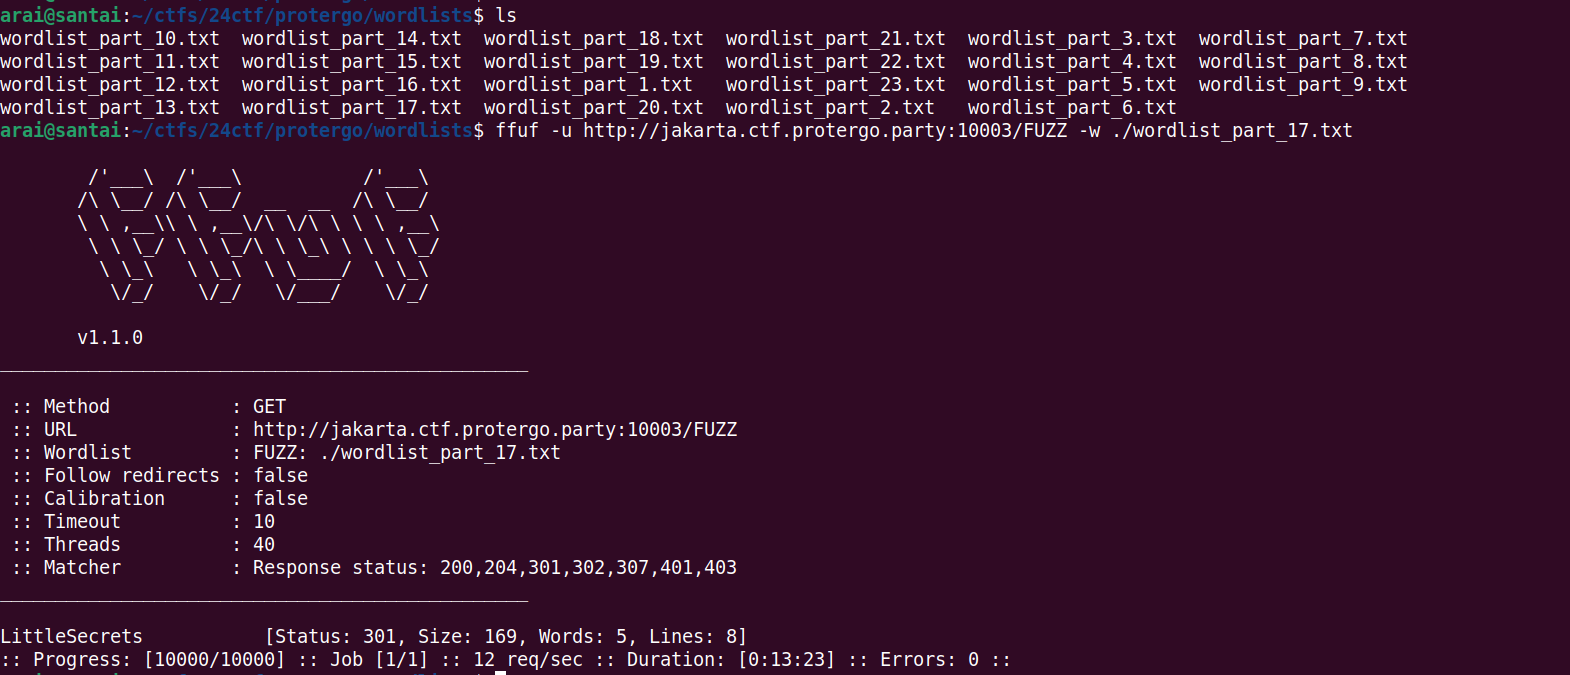 arai@santai:~/ctfs/24ctf/protergo/wordlists$ ls
wordlist_part_10.txt  wordlist_part_14.txt  wordlist_part_18.txt  wordlist_part_21.txt  wordlist_part_3.txt  wordlist_part_7.txt
wordlist_part_11.txt  wordlist_part_15.txt  wordlist_part_19.txt  wordlist_part_22.txt  wordlist_part_4.txt  wordlist_part_8.txt
wordlist_part_12.txt  wordlist_part_16.txt  wordlist_part_1.txt   wordlist_part_23.txt  wordlist_part_5.txt  wordlist_part_9.txt
wordlist_part_13.txt  wordlist_part_17.txt  wordlist_part_20.txt  wordlist_part_2.txt   wordlist_part_6.txt
arai@santai:~/ctfs/24ctf/protergo/wordlists$ ffuf -u http://jakarta.ctf.protergo.party:10003/FUZZ -w ./wordlist_part_17.txt
        /'___\  /'___\           /'___\
       /\ \__/ /\ \__/  __  __  /\ \__/
       \ \ ,__\\ \ ,__\/\ \/\ \ \ \ ,__\
        \ \ \_/ \ \ \_/\ \ \_\ \ \ \ \_/
         \ \_\   \ \_\  \ \____/  \ \_\
          \/_/    \/_/   \/___/    \/_/
       v1.1.0
________________________________________________
 :: Method           : GET
 :: URL              : http://jakarta.ctf.protergo.party:10003/FUZZ
 :: Wordlist         : FUZZ: ./wordlist_part_17.txt
 :: Follow redirects : false
 :: Calibration      : false
 :: Timeout          : 10
 :: Threads          : 40
 :: Matcher          : Response status: 200,204,301,302,307,401,403
________________________________________________
LittleSecrets           [Status: 301, Size: 169, Words: 5, Lines: 8]
:: Progress: [10000/10000] :: Job [1/1] :: 12 req/sec :: Duration: [0:13:23] :: Errors: 0 ::